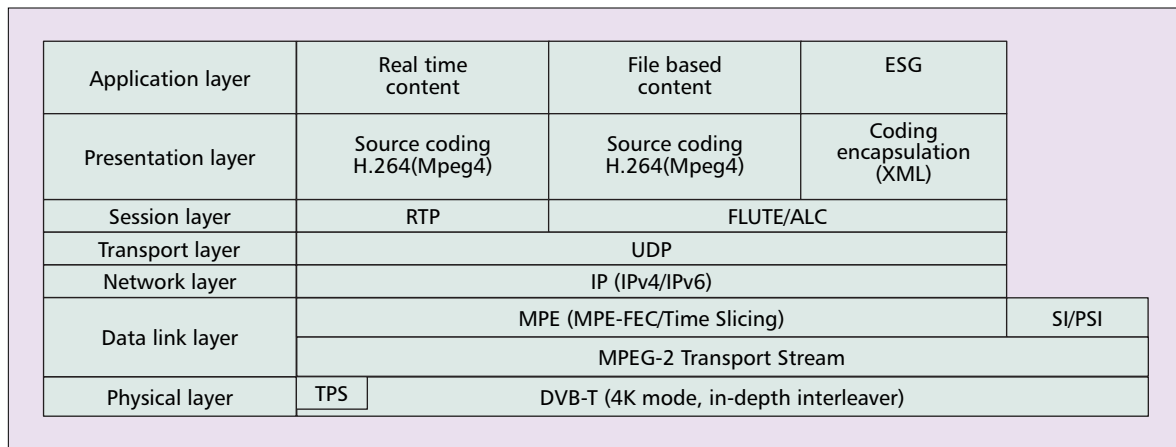 Application layer
Real time
content
File based
content
ESG
Presentation layer
Source coding
H.264(Mpeg4)
Source coding
H.264(Mpeg4)
Coding
encapsulation
(XML)
Session layer
RTP
FLUTE/ALC
Transport layer
UDP
Network layer
IP (IPv4/IPv6)
Data link layer
MPE (MPE-FEC/Time Slicing)
SI/PSI
MPEG-2 Transport Stream
Physical layer
TPS
DVB-T (4K mode, in-depth interleaver)